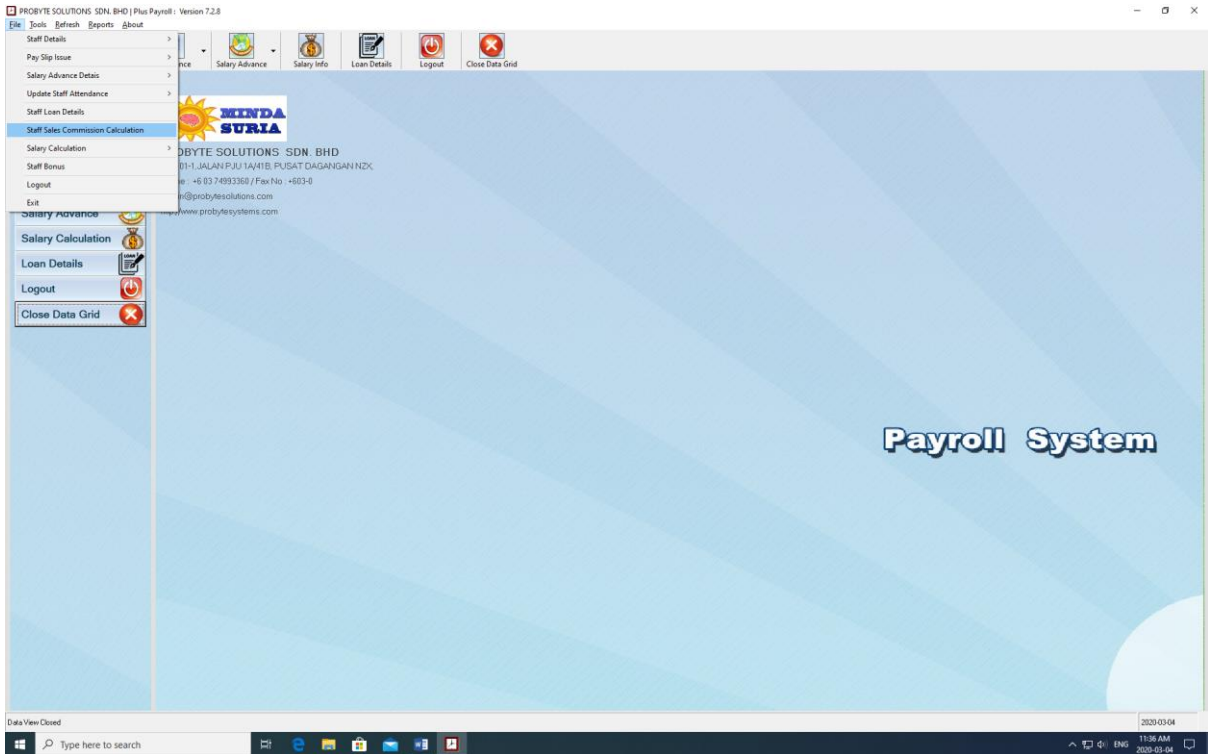 PROBYTE SOLUTIONS SDN. BHD | Plus Payroll : Version 7.2.8
File Tools Refresh Reports About
Staff Details
Pay Slip Issue
Salary Advance Detais
Update Staff Attendance
Staff Loan Details
Staff Sales Commission Calculation
Salary Calculation
Staff Bonus
Logout
Exit
Salary Advance Salary Info Loan Details Logout Close Data Grid
MINDA
SURIA
SOLUTIONS SDN. BHD
JALAN PJU 1A/41B, PUSAT DAGANGAN NZX,
: +6 03 74993360 / Fax No : +603-0
@probytesolutions.com
www.probytesystems.com
Salary Advance
Salary Calculation
Loan Details
Logout
Close Data Grid
Payroll System
Data View Closed
2020-03-04
Type here to search
ENG
11:36 AM
2020-03-04